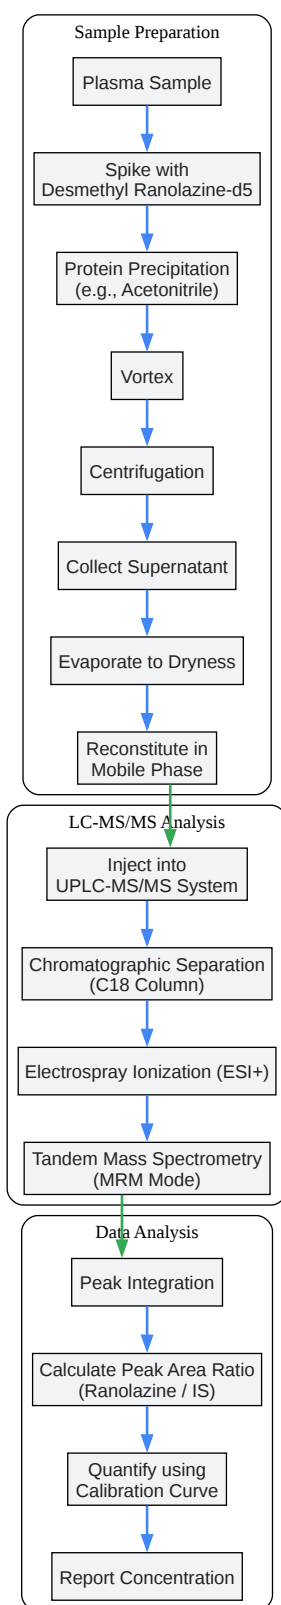 Sample Preparation
Plasma Sample
Spike with
Desmethyl Ranolazine-d5
Protein Precipitation
(e.g., Acetonitrile)
Vortex
Centrifugation
Collect Supernatant
Evaporate to Dryness
Reconstitute in
Mobile Phase
LC-MS/MS Analysis
Inject into
UPLC-MS/MS System
Chromatographic Separation
(C18 Column)
Electrospray Ionization (ESI+)
Tandem Mass Spectrometry
(MRM Mode)
Data Analysis
Peak Integration
Calculate Peak Area Ratio
(Ranolazine / IS)
Quantify using
Calibration Curve
Report Concentration